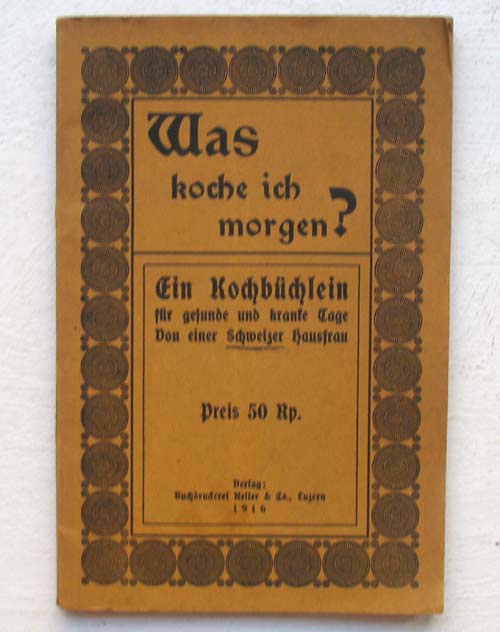 Was
koche ich
morgen?
Ein Kochbüchlein
für gesunde und kranke Tage
Von einer Schweizer Hausfrau
Preis 50 Rp.
Verlag:
Buchdruckerei Keller & Co., Luzern
1916